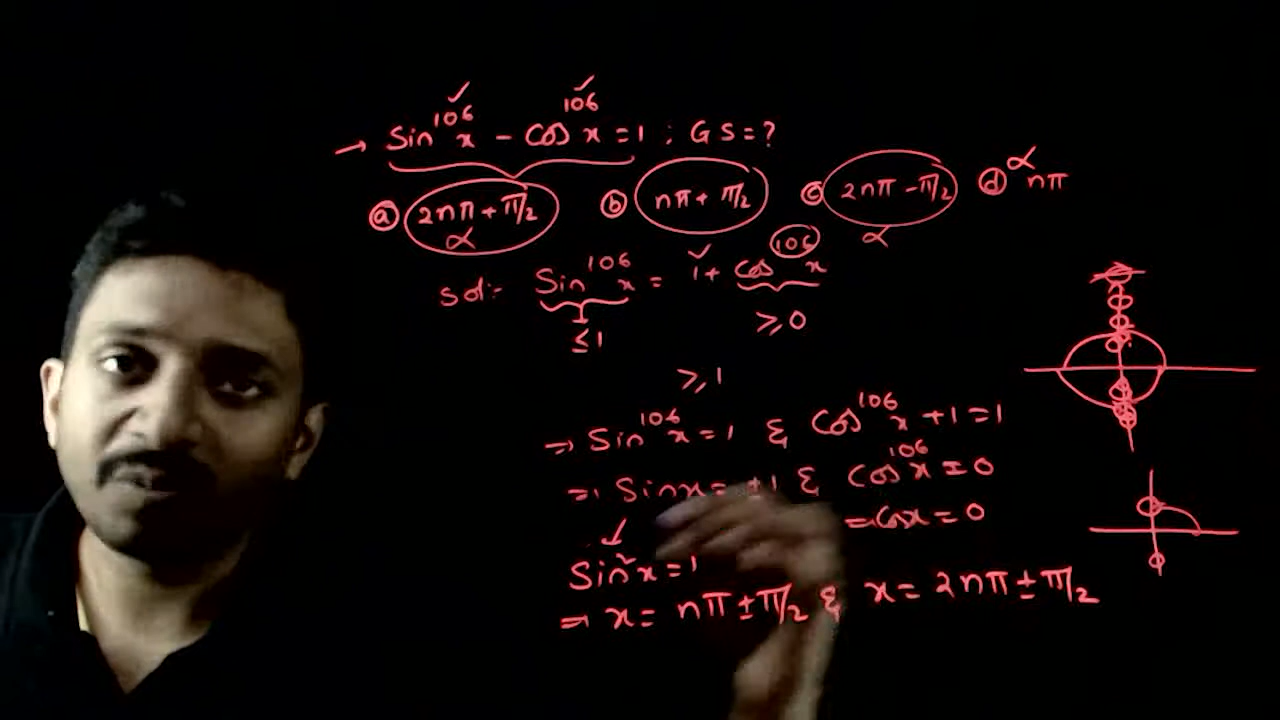 → Sin¹⁰⁶x - Cos¹⁰⁶x = 1 ; GS = ?
ⓐ 2nπ + π/2 ⓑ nπ + π/2 ⓒ 2nπ - π/2 ⓓ nπ
Sol:- Sin¹⁰⁶x = 1 + Cos¹⁰⁶x
≤ 1 ≥ 0
≥ 1
⇒ Sin¹⁰⁶x = 1 & Cos¹⁰⁶x + 1 = 1
⇒ Sinx = ±1 & Cos¹⁰⁶x = 0
⇒ Cosx = 0
Sin²x = 1
⇒ x = nπ ± π/2 & x = 2nπ ± π/2